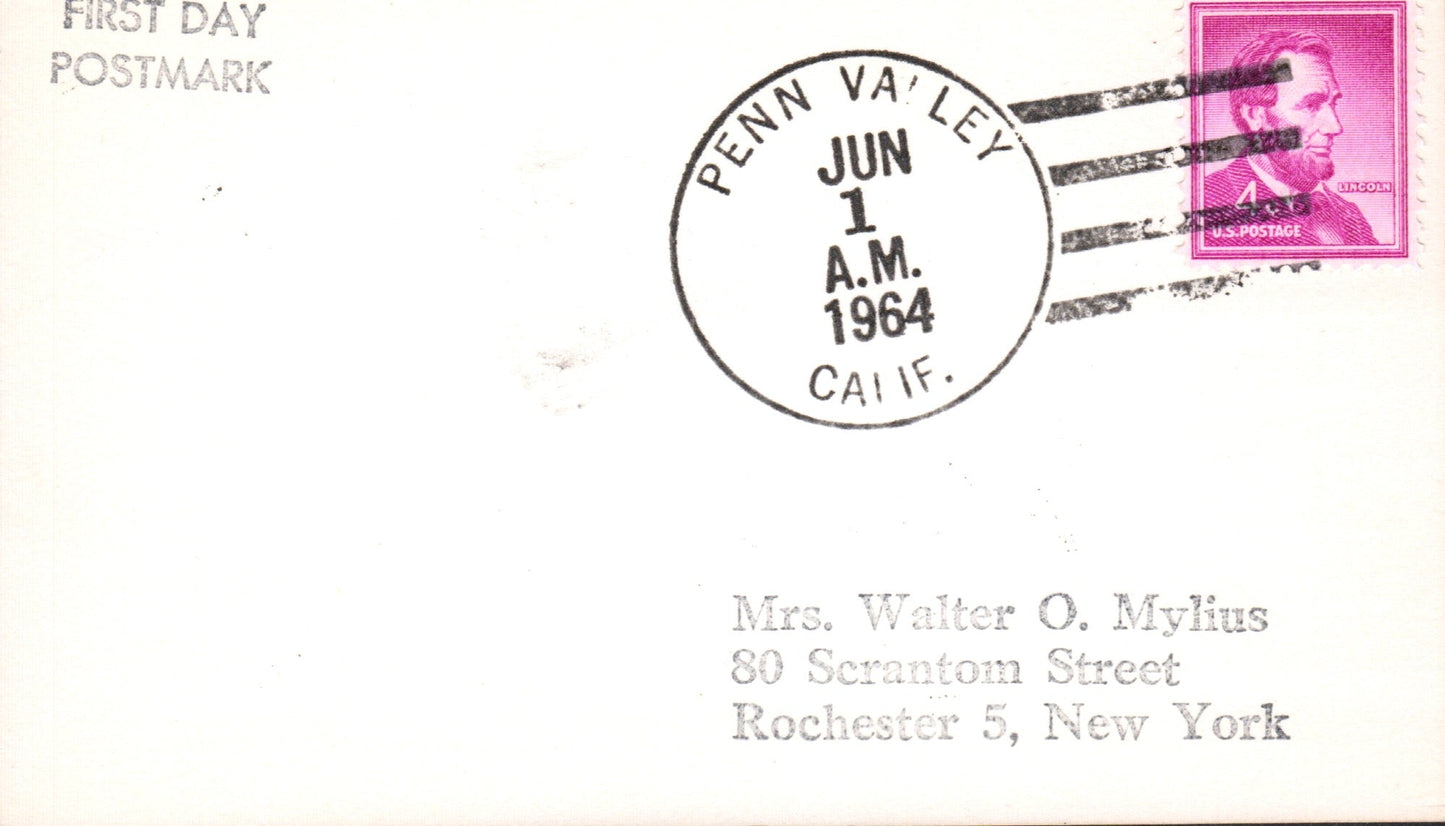 FIRST DAY
POSTMARK
PENN VALLEY
JUN
1
A.M.
1964
CALIF.
4¢
LINCOLN
U.S. POSTAGE
Mrs. Walter O. Mylius
80 Scrantom Street
Rochester 5, New York